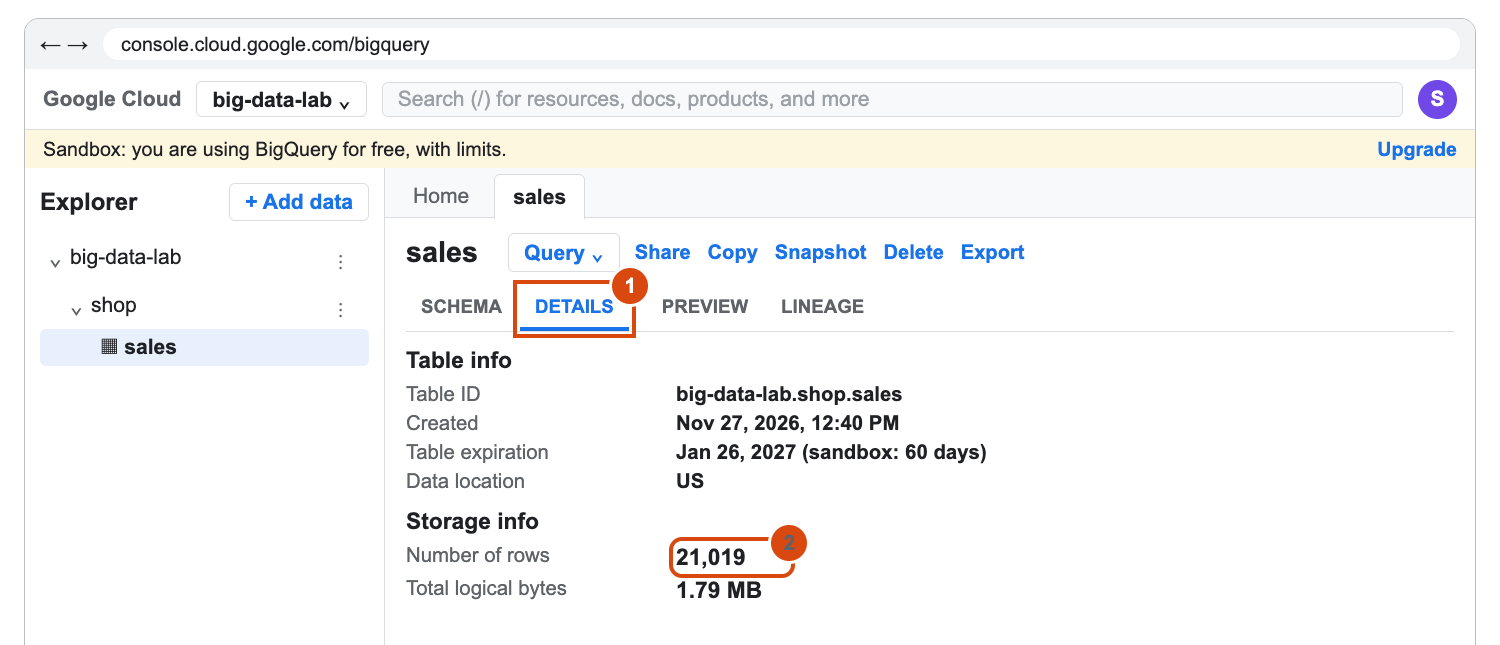 ← → console.cloud.google.com/bigquery
Google Cloud big-data-lab Search (/) for resources, docs, products, and more S
Sandbox: you are using BigQuery for free, with limits. Upgrade
Explorer + Add data
big-data-lab
shop
sales
Home sales
sales Query Share Copy Snapshot Delete Export
SCHEMA DETAILS 1 PREVIEW LINEAGE
Table info
Table ID big-data-lab.shop.sales
Created Nov 27, 2026, 12:40 PM
Table expiration Jan 26, 2027 (sandbox: 60 days)
Data location US
Storage info
Number of rows 21,019 2
Total logical bytes 1.79 MB